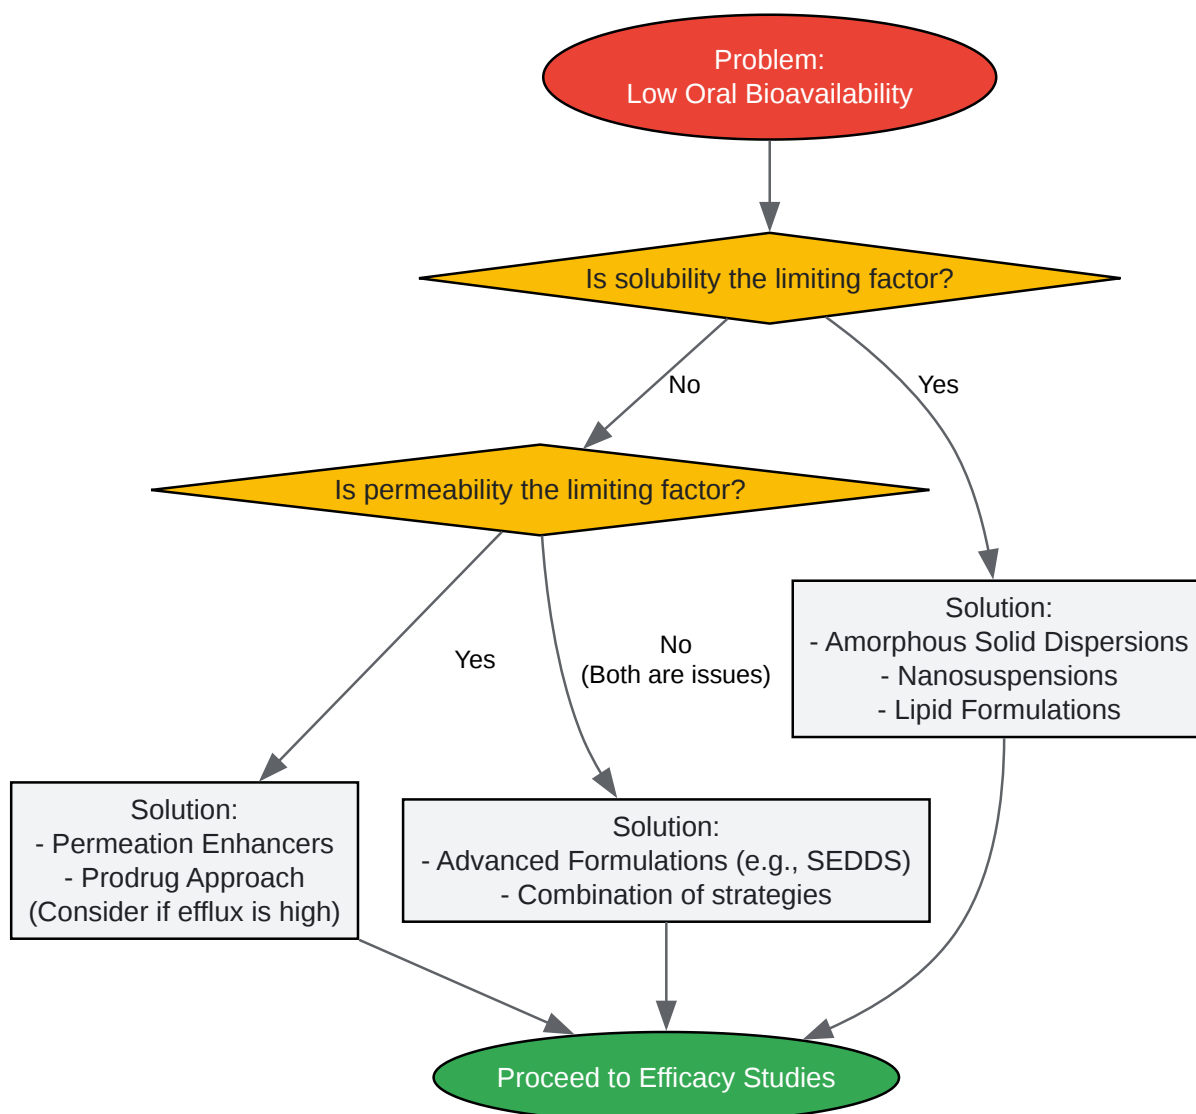 Problem:
Low Oral Bioavailability
Is solubility the limiting factor?
No
Yes
Is permeability the limiting factor?
Yes
No
(Both are issues)
Solution:
- Amorphous Solid Dispersions
- Nanosuspensions
- Lipid Formulations
Solution:
- Permeation Enhancers
- Prodrug Approach
(Consider if efflux is high)
Solution:
- Advanced Formulations (e.g., SEDDS)
- Combination of strategies
Proceed to Efficacy Studies